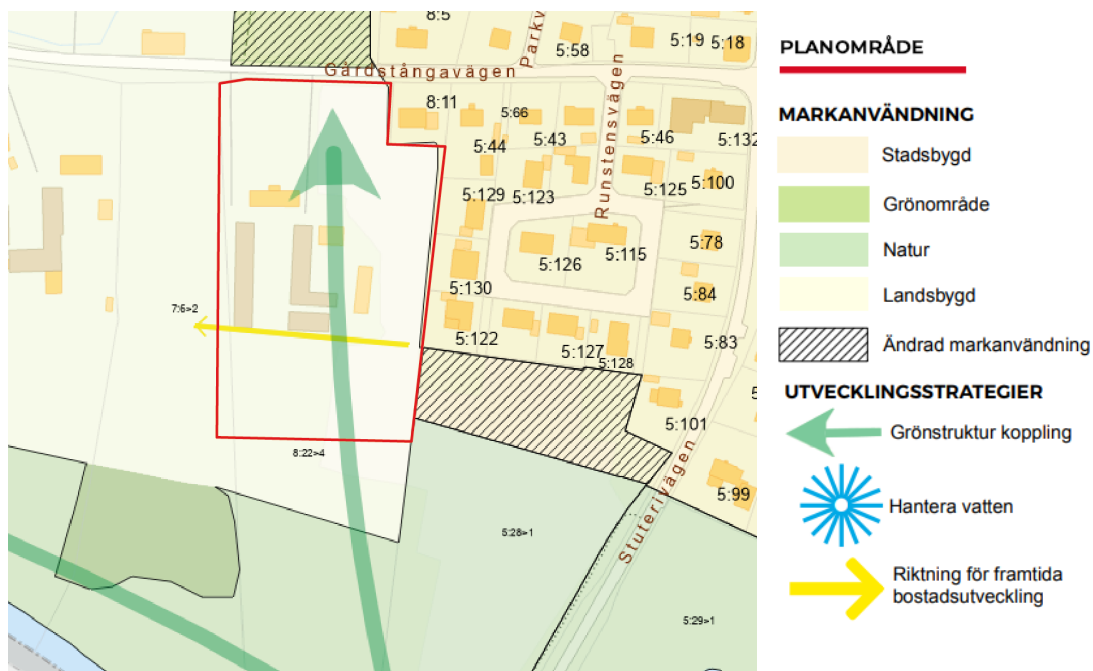 8:5
5:58
5:19
5:18
Parkv
Gårdstångavägen
Runstensvägen
8:11
5:66
5:43
5:46
5:132
5:44
5:129
5:123
5:125
5:100
5:126
5:115
5:78
5:130
5:84
7:6>2
5:122
5:127
5:128
5:83
5:101
8:22>4
5:99
Stuterivägen
5:28>1
5:29>1
PLANOMRÅDE
MARKANVÄNDNING
Stadsbygd
Grönområde
Natur
Landsbygd
Ändrad markanvändning
UTVECKLINGSSTRATEGIER
Grönstruktur koppling
Hantera vatten
Riktning för framtida
bostadsutveckling